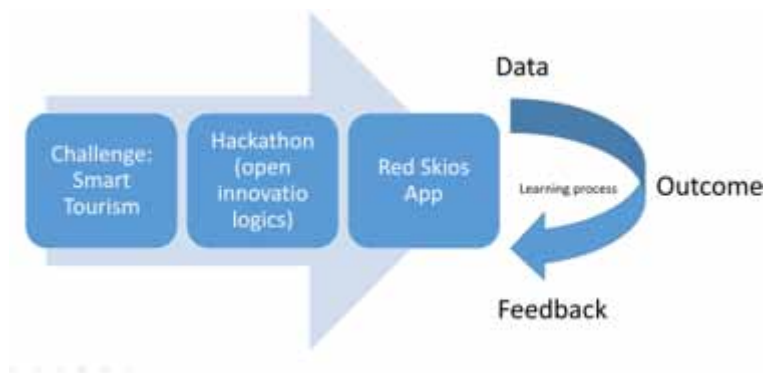 Challenge:
Smart
Tourism
Hackathon
(open
innovatio
logics)
Red Skios
App
Data
Learning process
Outcome
Feedback